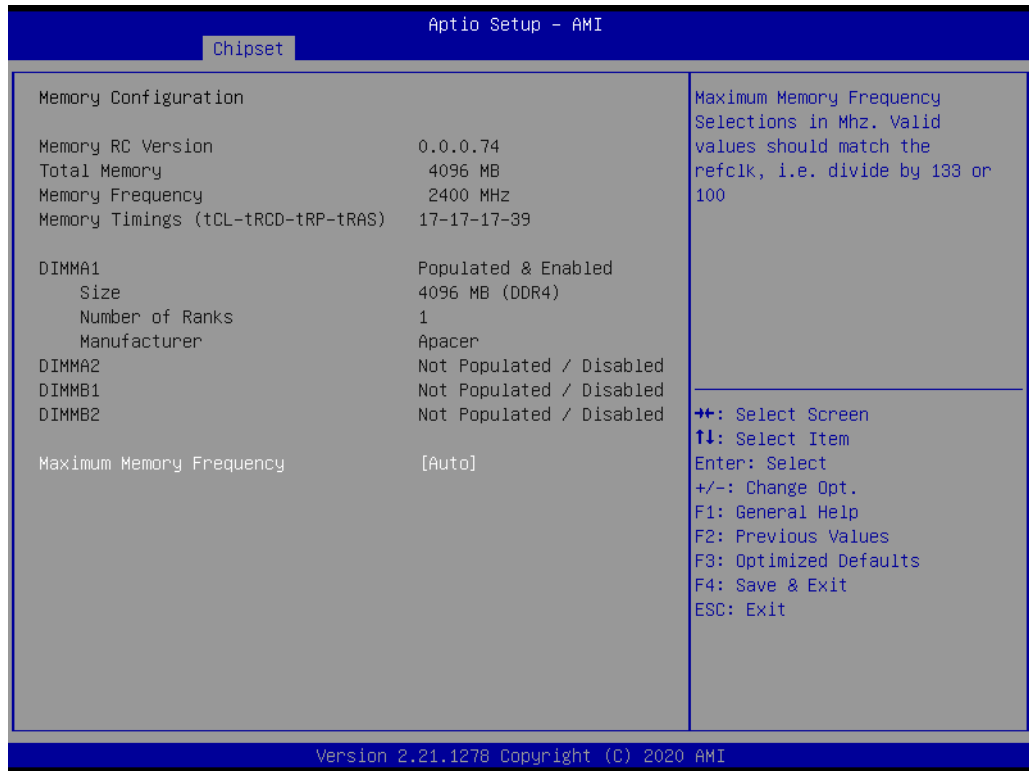 Aptio Setup – AMI
Chipset
Memory Configuration
Memory RC Version 0.0.0.74
Total Memory 4096 MB
Memory Frequency 2400 MHz
Memory Timings (tCL-tRCD-tRP-tRAS) 17-17-17-39
DIMMA1 Populated & Enabled
Size 4096 MB (DDR4)
Number of Ranks 1
Manufacturer Apacer
DIMMA2 Not Populated / Disabled
DIMMB1 Not Populated / Disabled
DIMMB2 Not Populated / Disabled
Maximum Memory Frequency [Auto]
Maximum Memory Frequency
Selections in Mhz. Valid
values should match the
refclk, i.e. divide by 133 or
100
→←: Select Screen
↑↓: Select Item
Enter: Select
+/-: Change Opt.
F1: General Help
F2: Previous Values
F3: Optimized Defaults
F4: Save & Exit
ESC: Exit
Version 2.21.1278 Copyright (C) 2020 AMI